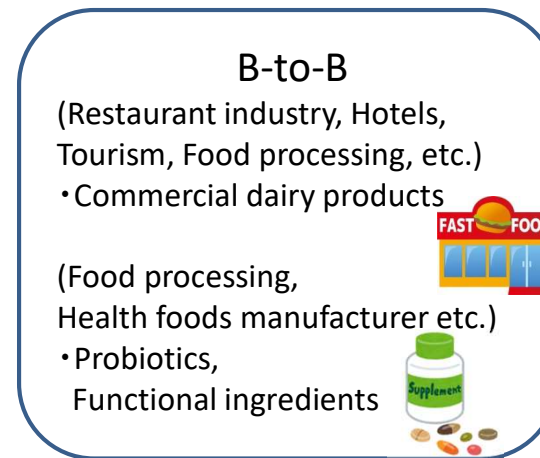 B-to-B
(Restaurant industry, Hotels,
Tourism, Food processing, etc.)
・Commercial dairy products
FAST FOO
(Food processing,
Health foods manufacturer etc.)
・Probiotics,
Functional ingredients
Supplement